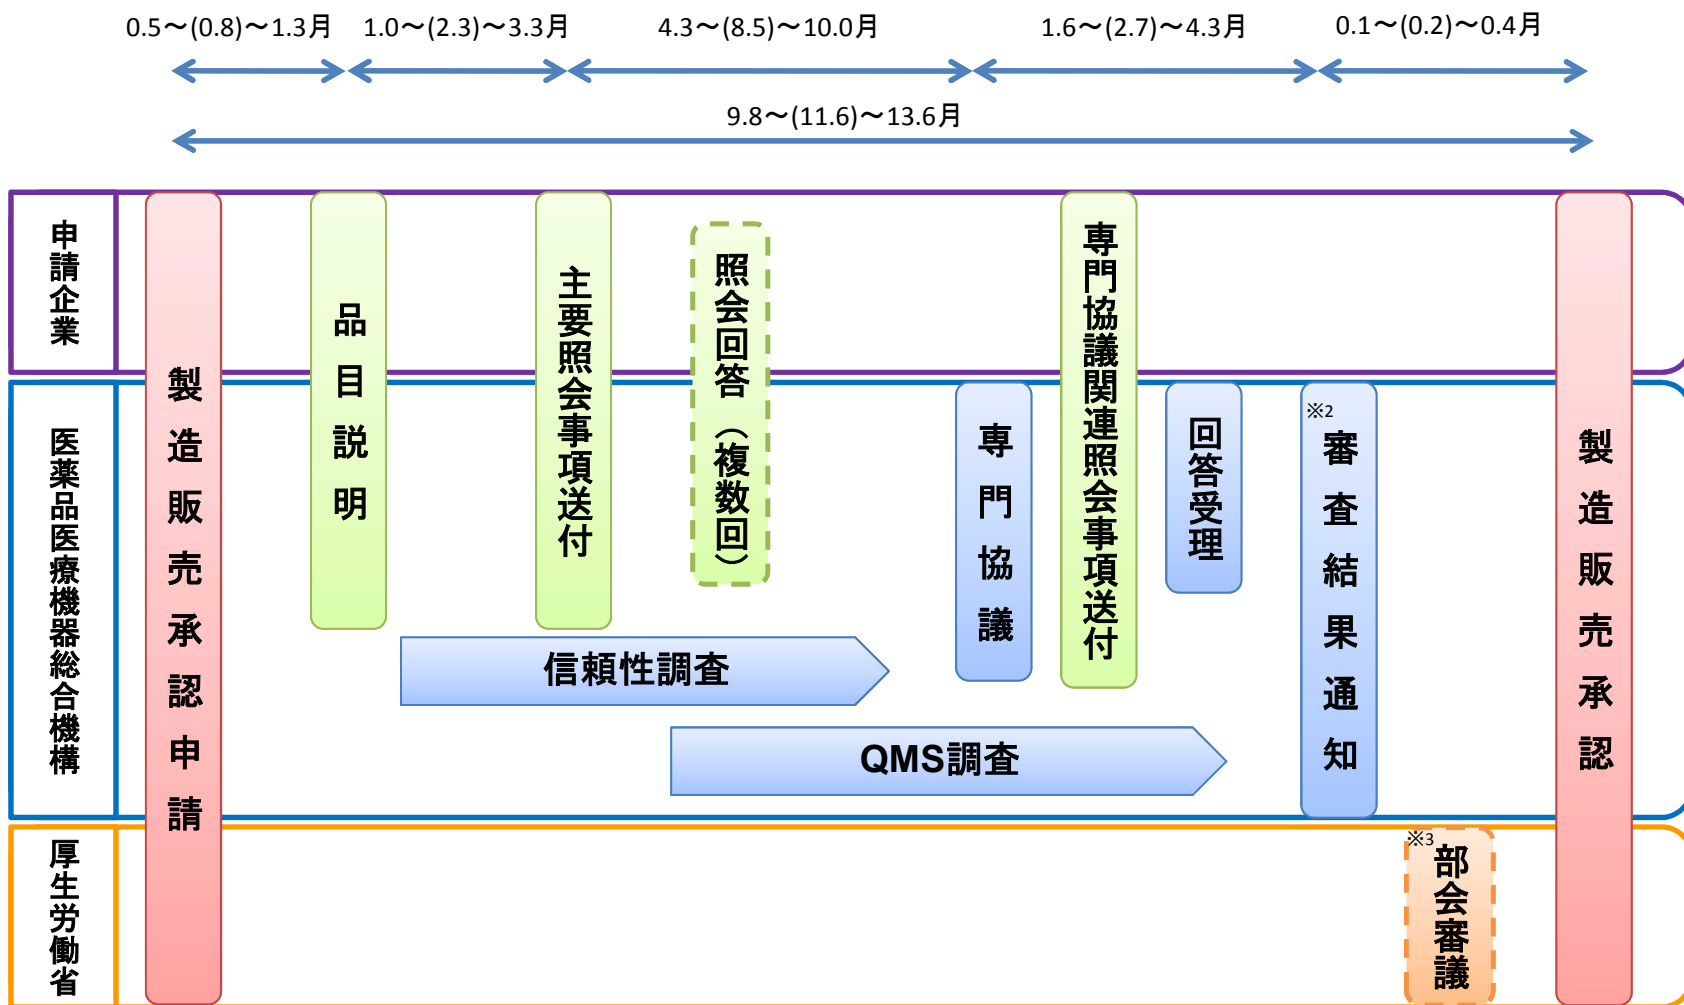 0.5～(0.8)～1.3月
1.0～(2.3)～3.3月
4.3～(8.5)～10.0月
1.6～(2.7)～4.3月
0.1～(0.2)～0.4月
9.8～(11.6)～13.6月
申請企業
医薬品医療機器総合機構
厚生労働省
製造販売承認申請
品目説明
主要照会事項送付
照会回答（複数回）
専門協議
専門協議関連照会事項送付
回答受理
※2
審査結果通知
製造販売承認
信頼性調査
QMS調査
※3
部会審議